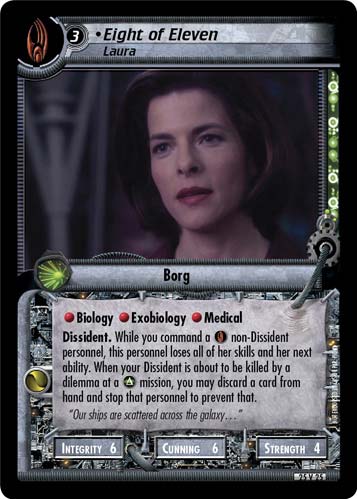 3 •Eight of Eleven
Laura
Borg
Biology Exobiology Medical
Dissident. While you command a non-Dissident
personnel, this personnel loses all of her skills and her next
ability. When your Dissident is about to be killed by a
dilemma at a mission, you may discard a card from
hand and stop that personnel to prevent that.
"Our ships are scattered across the galaxy..."
Integrity 6 Cunning 6 Strength 4
25 V 25